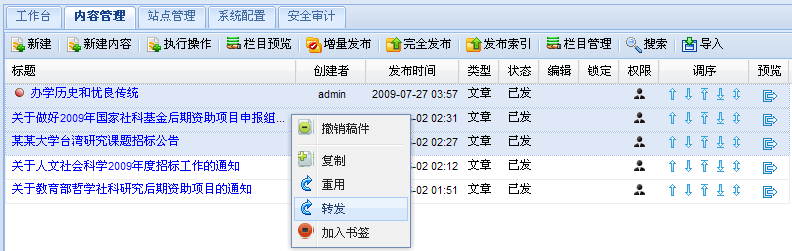 工作台 内容管理 站点管理 系统配置 安全审计
新建 新建内容 执行操作 栏目预览 增量发布 完全发布 发布索引 栏目管理 搜索 导入
标题 创建者 发布时间 类型 状态 编辑 锁定 权限 调序 预览
办学历史和优良传统 admin 2009-07-27 03:57 文章 已发
关于做好2009年国家社科基金后期资助项目申报组... -02 02:31 文章 已发
某某大学台湾研究课题招标公告 -02 02:27 文章 已发
关于人文社会科学2009年度招标工作的通知 -02 02:12 文章 已发
关于教育部哲学社科研究后期资助项目的通知 -02 01:51 文章 已发
撤销稿件
复制
重用
转发
加入书签